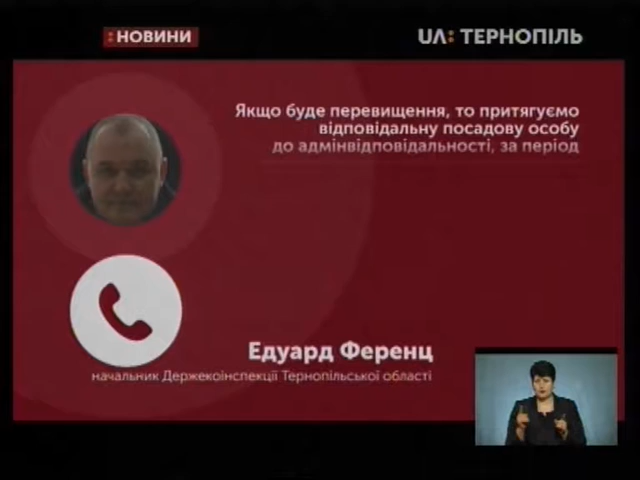 :НОВИНИ
UA: ТЕРНОПІЛЬ
Якщо буде перевищення, то притягуємо
відповідальну посадову особу
до адмінвідповідальності, за період
Едуард Ференц
начальник Держекоінспекції Тернопільської області